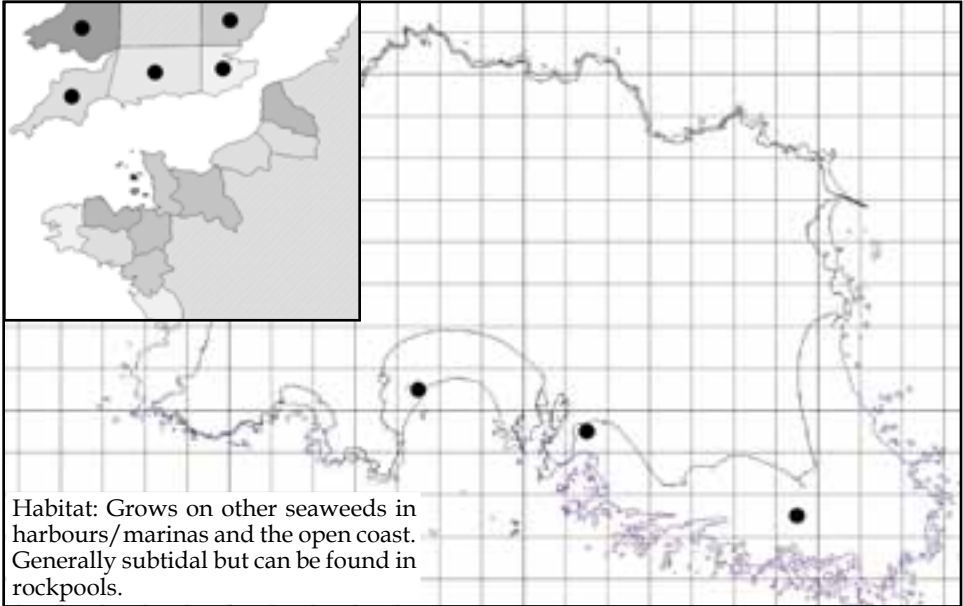 Habitat: Grows on other seaweeds in
harbours/marinas and the open coast.
Generally subtidal but can be found in
rockpools.